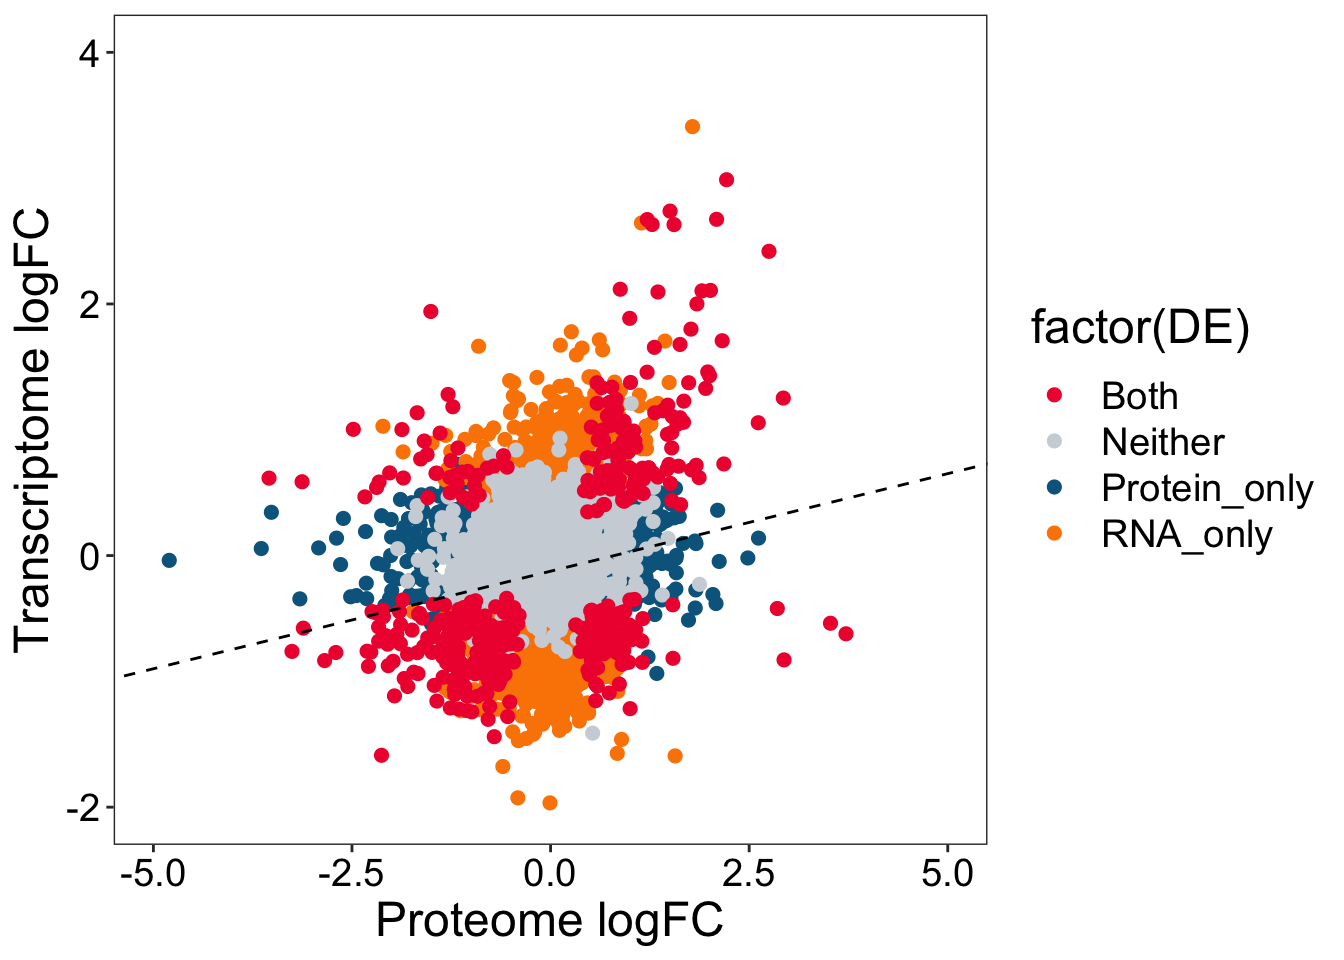 Transcriptome logFC
4
2
0
-2
-5.0 -2.5 0.0 2.5 5.0
Proteome logFC
factor(DE)
Both
Neither
Protein_only
RNA_only